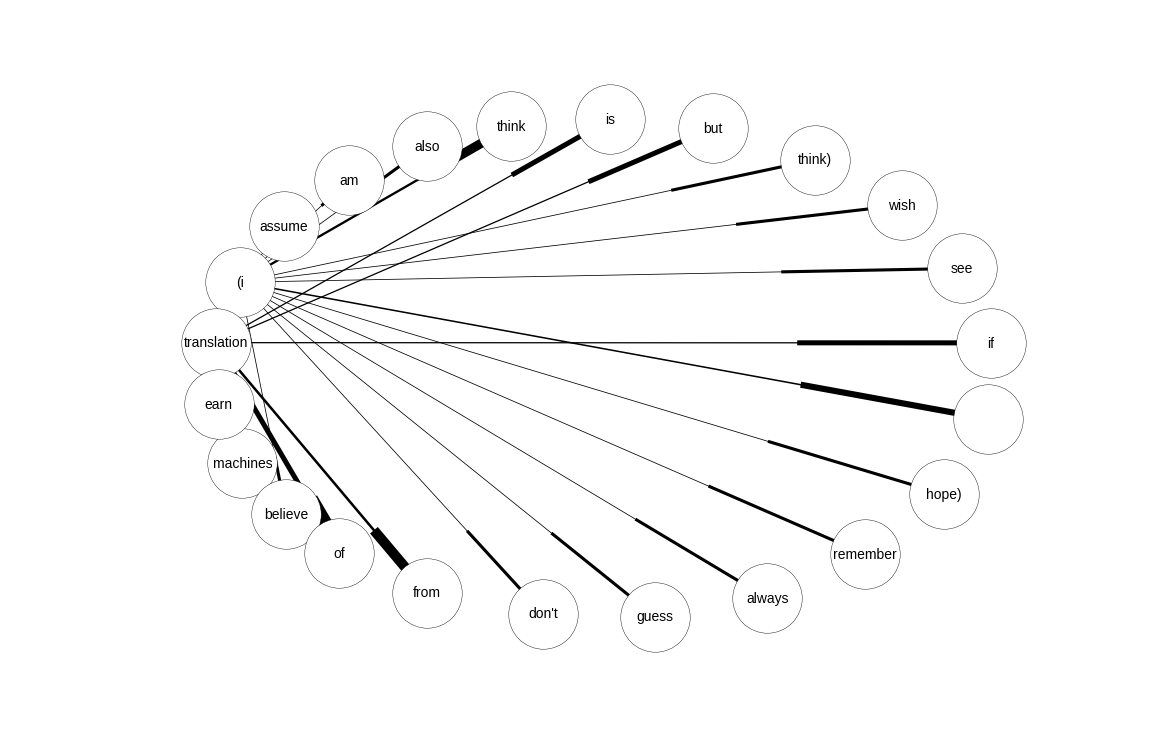 is
think
but
also
think)
am
wish
assume
see
(i
translation
if
earn
machines
hope)
believe
of
remember
from
always
don't
guess